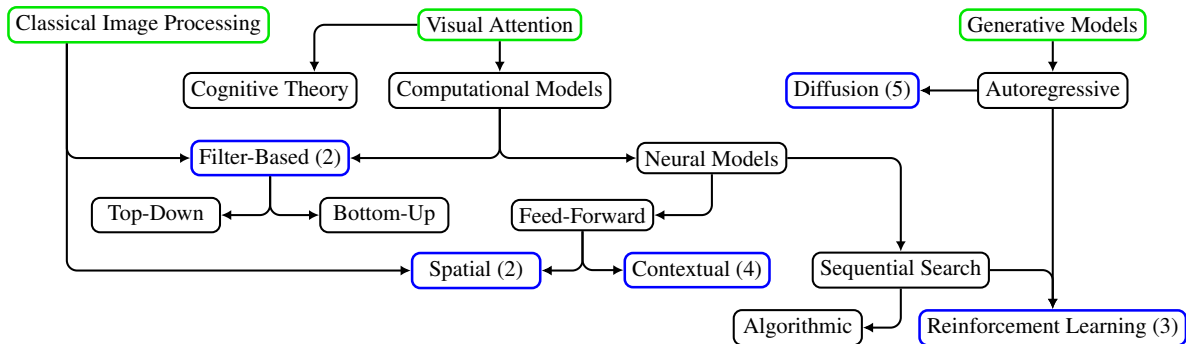 Classical Image Processing
Visual Attention
Generative Models
Cognitive Theory
Computational Models
Diffusion (5)
Autoregressive
Filter-Based (2)
Neural Models
Top-Down
Bottom-Up
Feed-Forward
Spatial (2)
Contextual (4)
Sequential Search
Algorithmic
Reinforcement Learning (3)